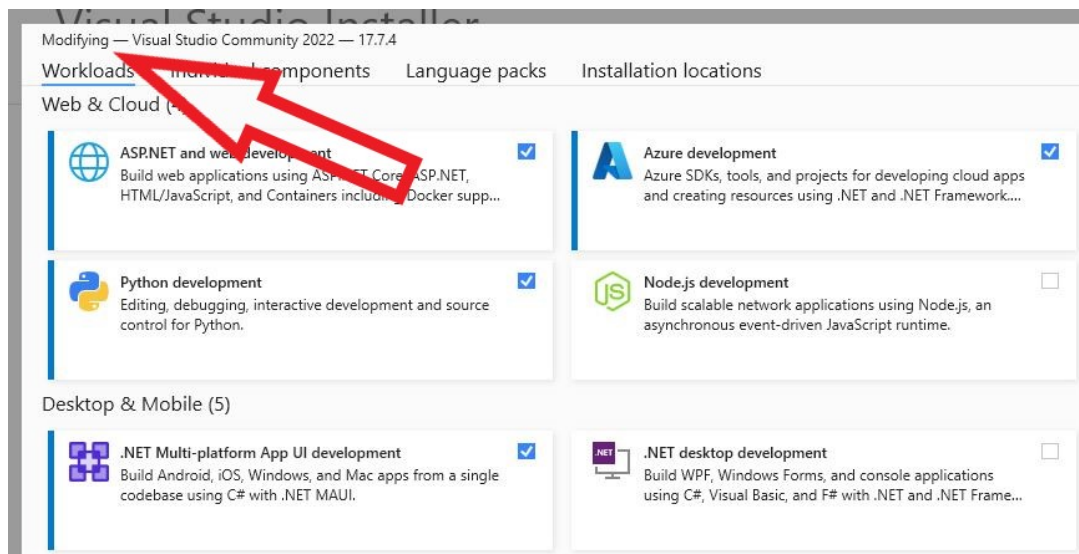 Visual Studio Installer
Modifying — Visual Studio Community 2022 — 17.7.4
Workloads Individual components Language packs Installation locations
Web & Cloud (4)
ASP.NET and web development
Build web applications using ASP.NET Core, ASP.NET,
HTML/JavaScript, and Containers including Docker supp...
Azure development
Azure SDKs, tools, and projects for developing cloud apps
and creating resources using .NET and .NET Framework....
Python development
Editing, debugging, interactive development and source
control for Python.
JS
Node.js development
Build scalable network applications using Node.js, an
asynchronous event-driven JavaScript runtime.
Desktop & Mobile (5)
.NET Multi-platform App UI development
Build Android, iOS, Windows, and Mac apps from a single
codebase using C# with .NET MAUI.
.NET
.NET desktop development
Build WPF, Windows Forms, and console applications
using C#, Visual Basic, and F# with .NET and .NET Frame...